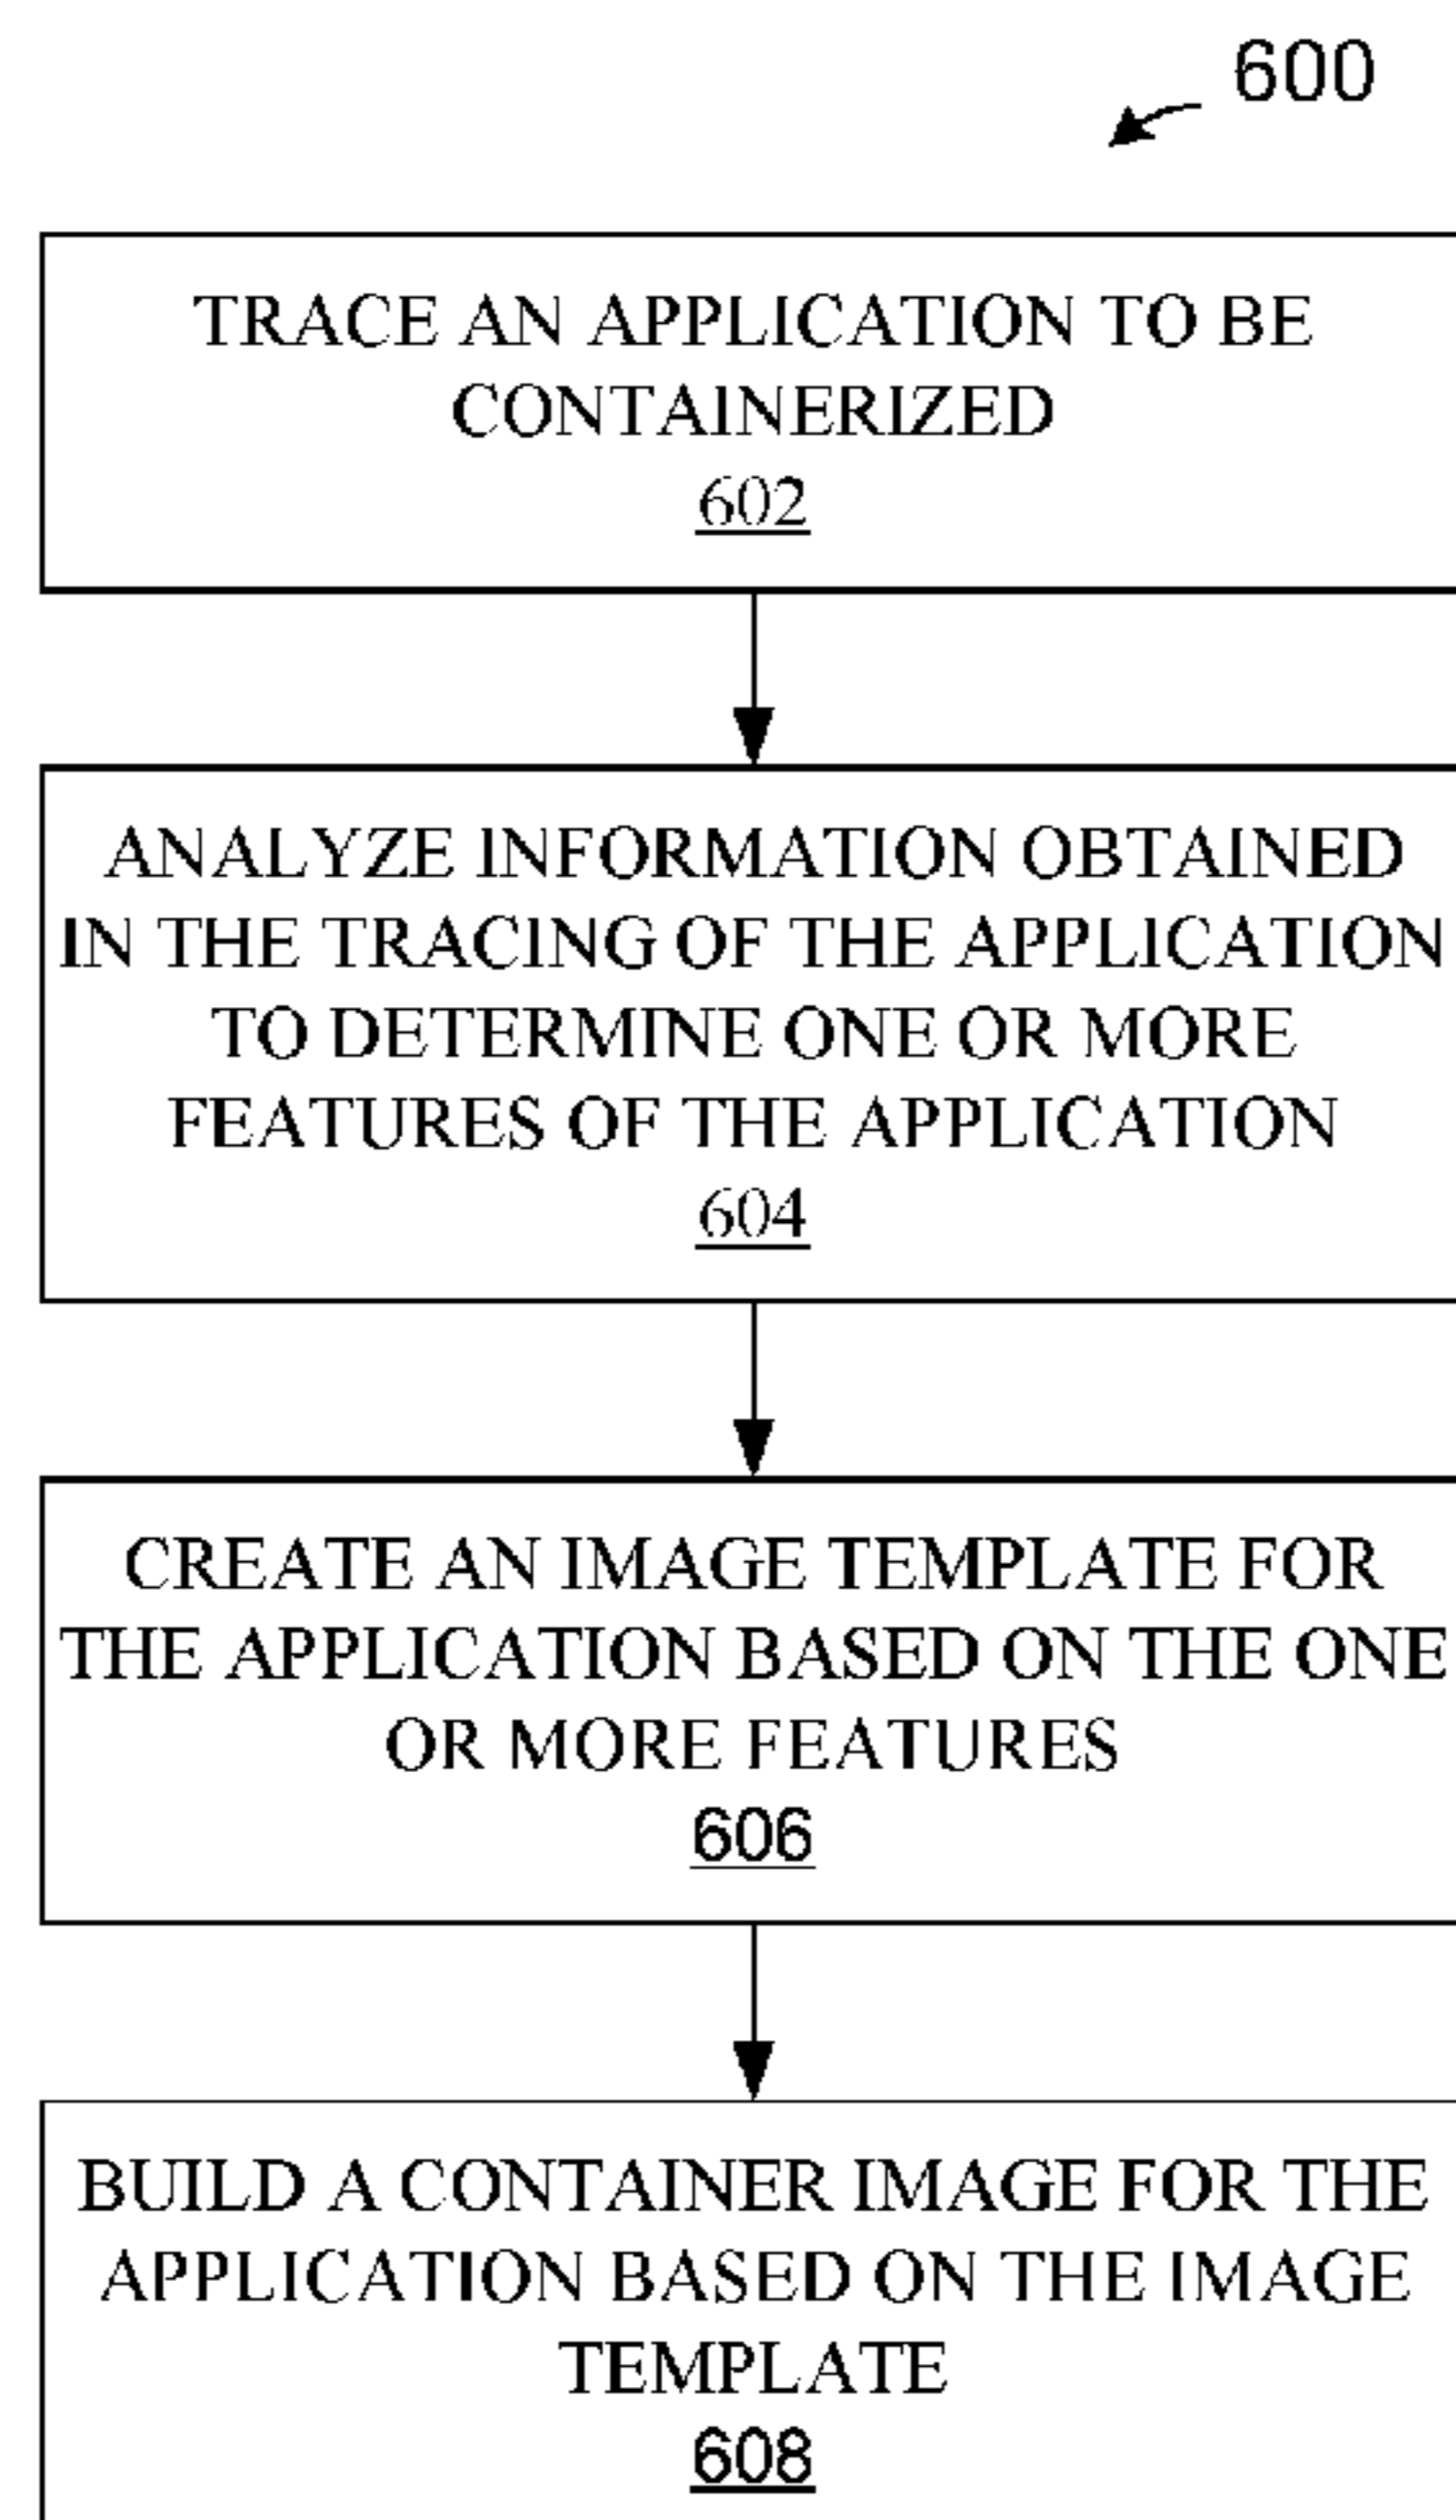 600
TRACE AN APPLICATION TO BE
CONTAINERIZED
602
ANALYZE INFORMATION OBTAINED
IN THE TRACING OF THE APPLICATION
TO DETERMINE ONE OR MORE
FEATURES OF THE APPLICATION
604
CREATE AN IMAGE TEMPLATE FOR
THE APPLICATION BASED ON THE ONE
OR MORE FEATURES
606
BUILD A CONTAINER IMAGE FOR THE
APPLICATION BASED ON THE IMAGE
TEMPLATE
608